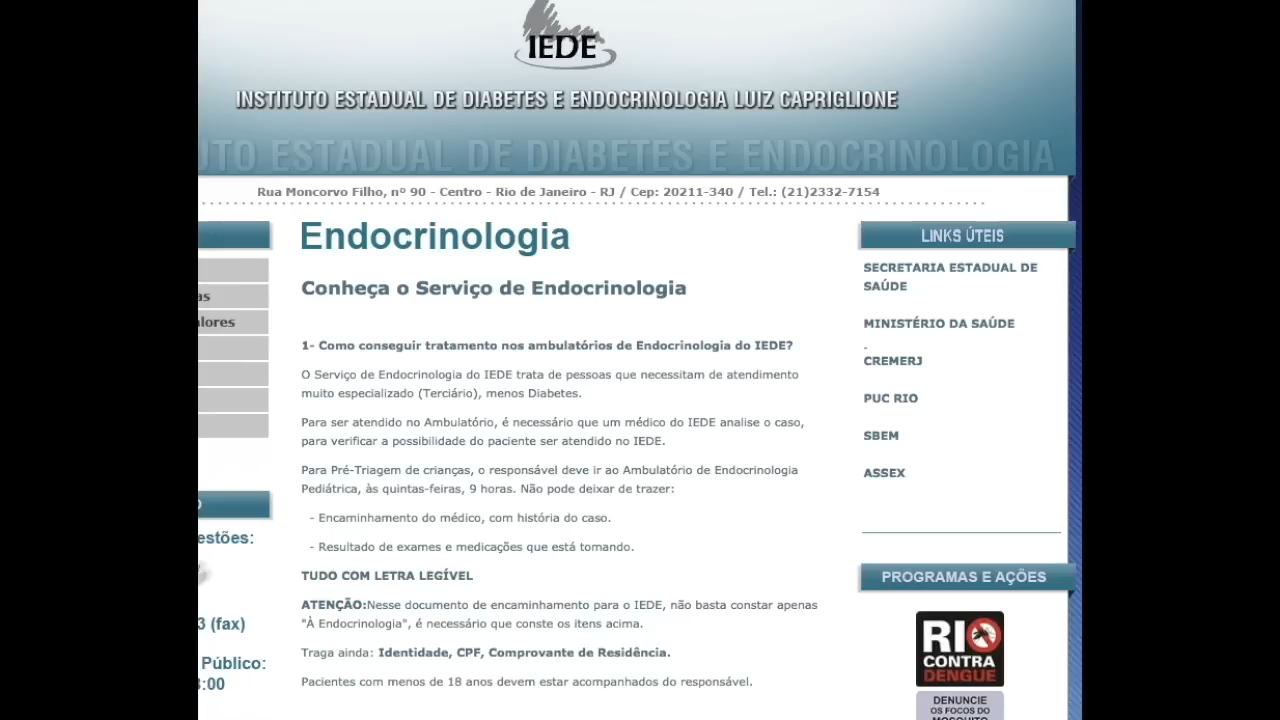 IEDE
INSTITUTO ESTADUAL DE DIABETES E ENDOCRINOLOGIA LUIZ CAPRIGLIONE
UTO ESTADUAL DE DIABETES E ENDOCRINOLOGIA
Rua Moncorvo Filho, nº 90 - Centro - Rio de Janeiro - RJ / Cep: 20211-340 / Tel.: (21)2332-7154
as
alores
estões:
3 (fax)
Público:
:00
Endocrinologia
Conheça o Serviço de Endocrinologia
1- Como conseguir tratamento nos ambulatórios de Endocrinologia do IEDE?
O Serviço de Endocrinologia do IEDE trata de pessoas que necessitam de atendimento
muito especializado (Terciário), menos Diabetes.
Para ser atendido no Ambulatório, é necessário que um médico do IEDE analise o caso,
para verificar a possibilidade do paciente ser atendido no IEDE.
Para Pré-Triagem de crianças, o responsável deve ir ao Ambulatório de Endocrinologia
Pediátrica, às quintas-feiras, 9 horas. Não pode deixar de trazer:
- Encaminhamento do médico, com história do caso.
- Resultado de exames e medicações que está tomando.
TUDO COM LETRA LEGÍVEL
ATENÇÃO:Nesse documento de encaminhamento para o IEDE, não basta constar apenas
"À Endocrinologia", é necessário que conste os itens acima.
Traga ainda: Identidade, CPF, Comprovante de Residência.
Pacientes com menos de 18 anos devem estar acompanhados do responsável.
LINKS ÚTEIS
SECRETARIA ESTADUAL DE
SAÚDE
MINISTÉRIO DA SAÚDE
-
CREMERJ
PUC RIO
SBEM
ASSEX
PROGRAMAS E AÇÕES
RIO
CONTRA
DENGUE
DENUNCIE
OS FOCOS DO
MOSQUITO